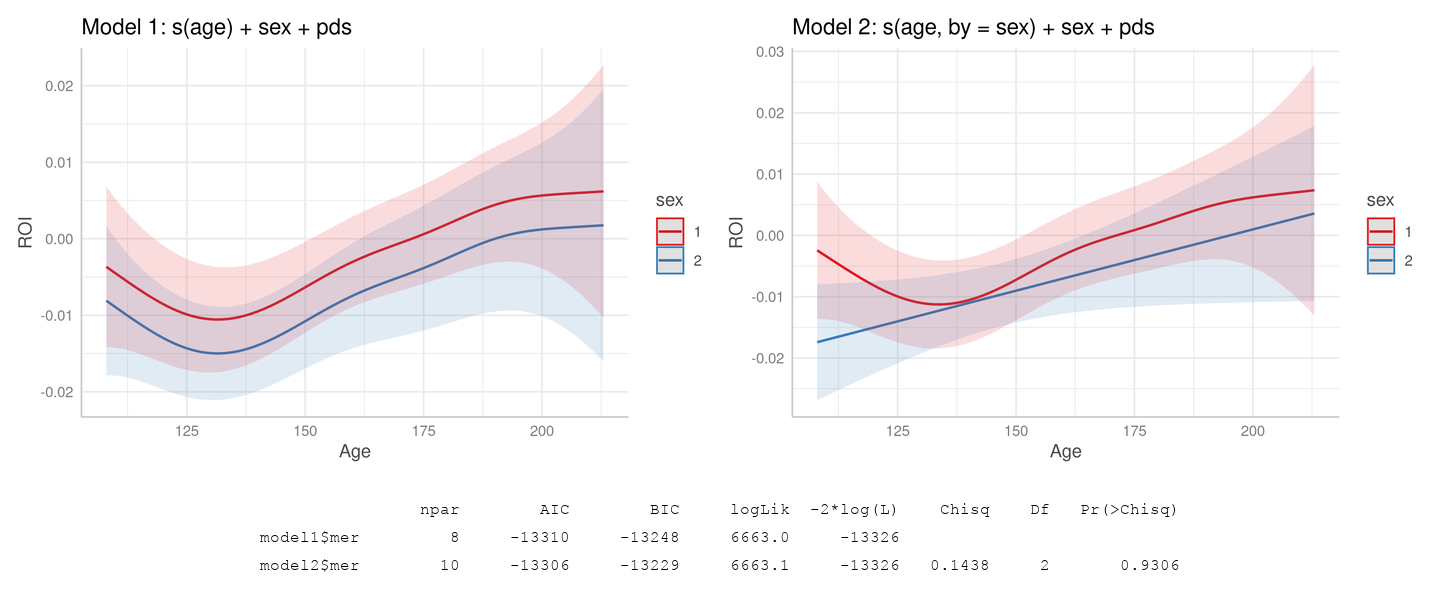 Model 1: s(age) + sex + pds
0.02
0.01
0.00
-0.01
-0.02
ROI
125 150 175 200
Age
sex
1
2
Model 2: s(age, by = sex) + sex + pds
0.03
0.02
0.01
0.00
-0.01
-0.02
ROI
125 150 175 200
Age
sex
1
2
npar AIC BIC logLik -2*log(L) Chisq Df Pr(>Chisq)
model1$mer 8 -13310 -13248 6663.0 -13326
model2$mer 10 -13306 -13229 6663.1 -13326 0.1438 2 0.9306